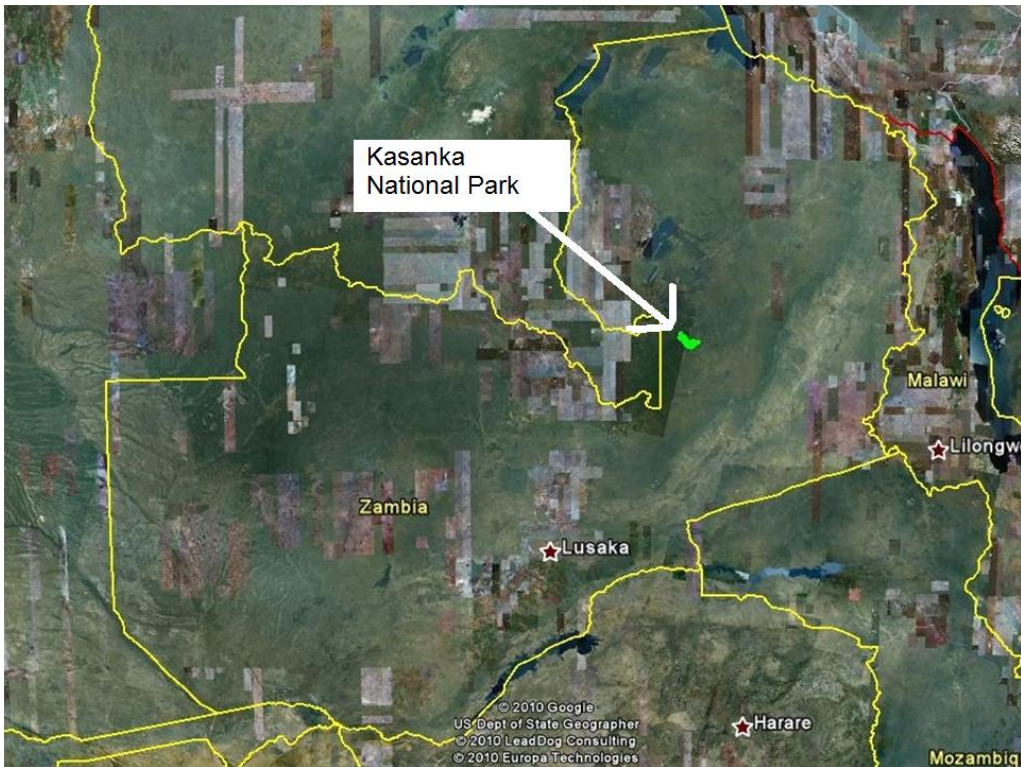 Kasanka
National Park
Malawi
Lilongw
Zambia
Lusaka
© 2010 Google
US Dept of State Geographer
© 2010 LeadDog Consulting
© 2010 Europa Technologies
Harare
Mozambiq